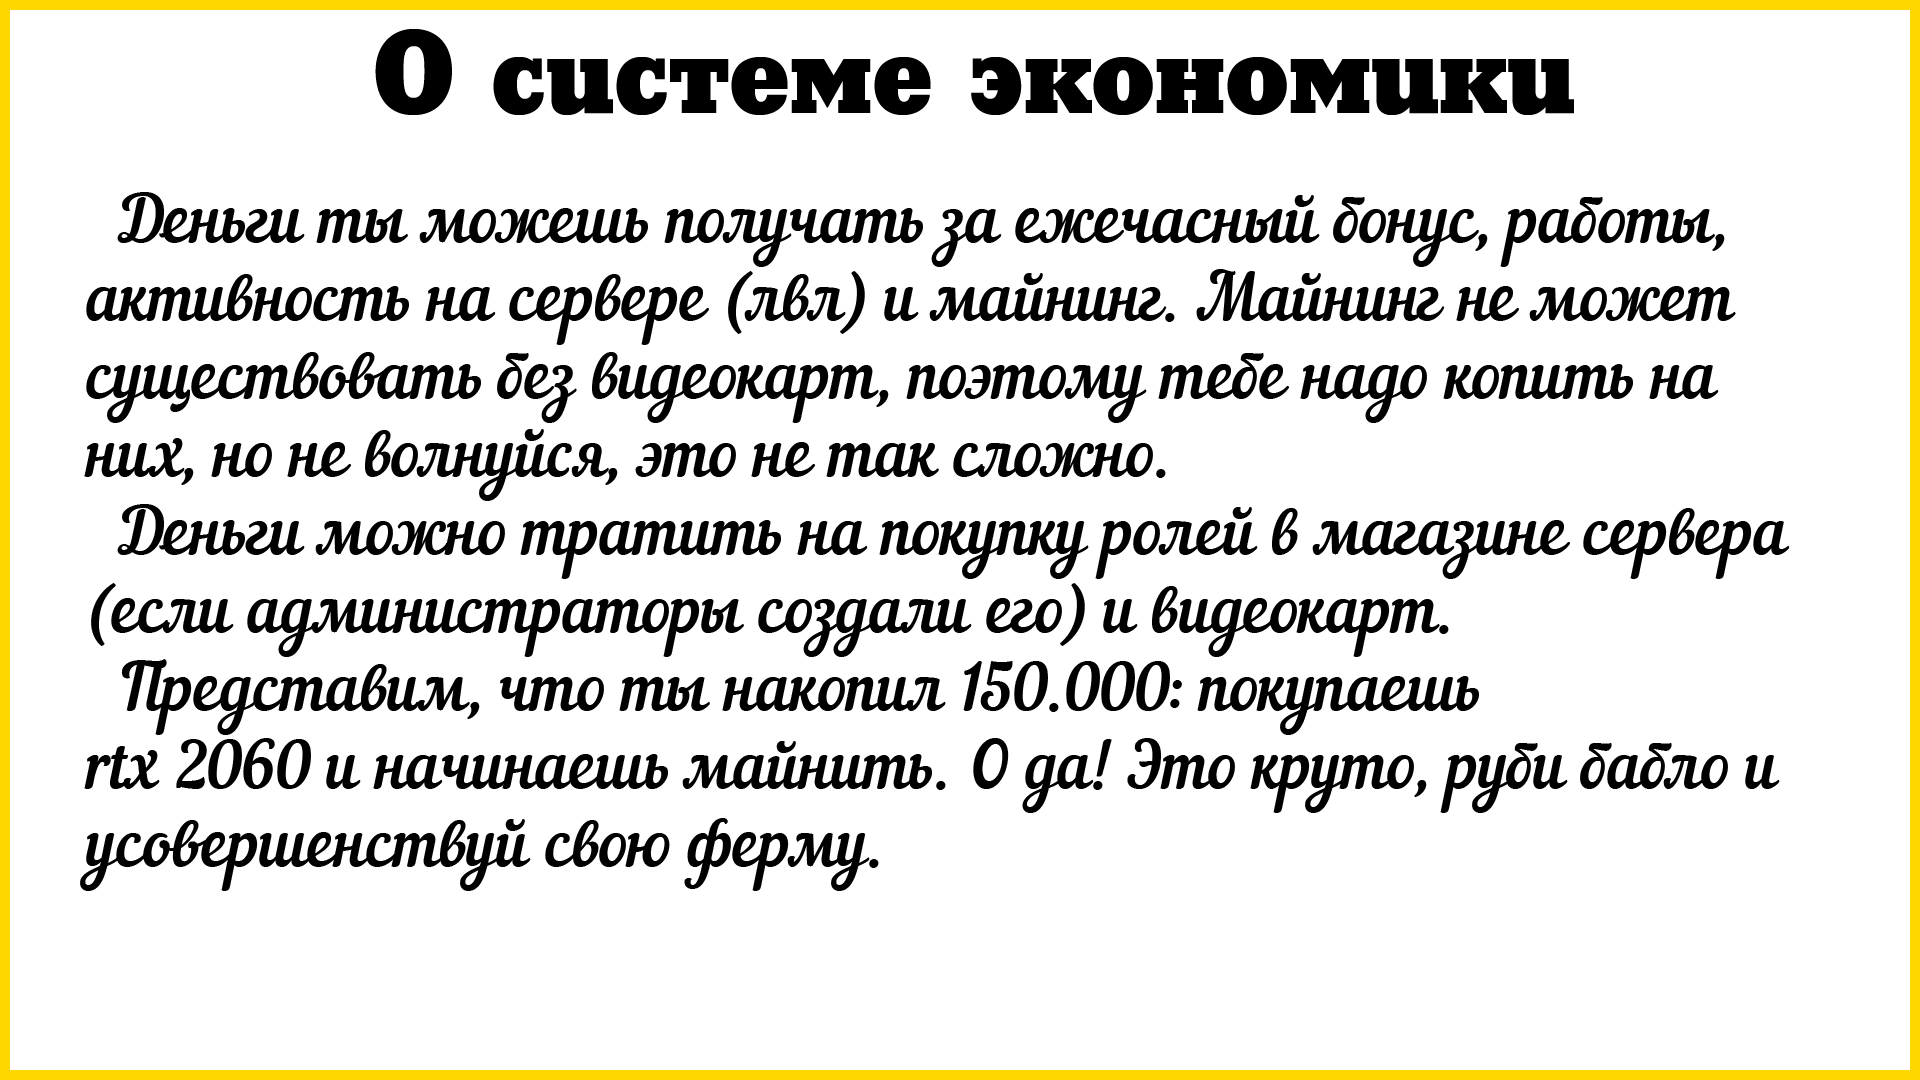 О системе экономики
Деньги ты можешь получать за ежечасный бонус, работы,
активность на сервере (лвл) и майнинг. Майнинг не может
существовать без видеокарт, поэтому тебе надо копить на
них, но не волнуйся, это не так сложно.
Деньги можно тратить на покупку ролей в магазине сервера
(если администраторы создали его) и видеокарт.
Представим, что ты накопил 150.000: покупаешь
rtx 2060 и начинаешь майнить. О да! Это круто, руби бабло и
усовершенствуй свою ферму.